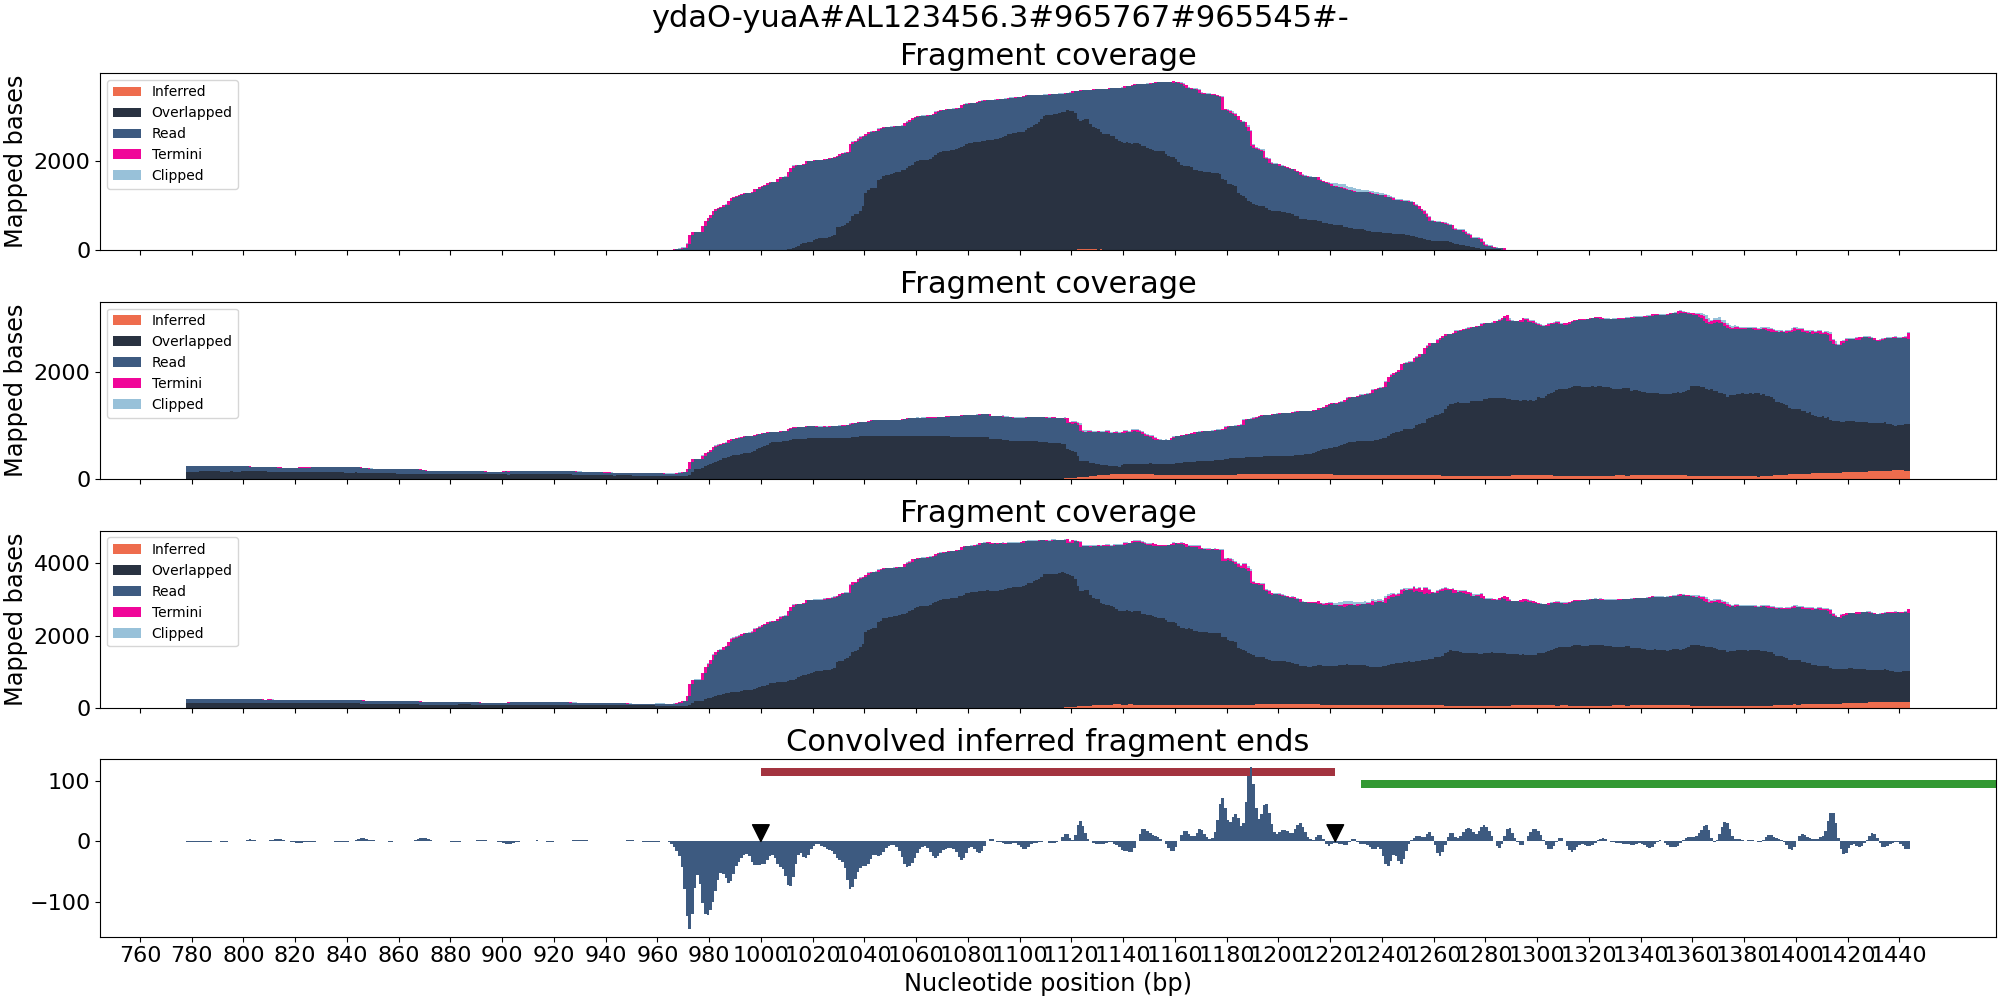 ydaO-yuaA#AL123456.3#965767#965545#-
Fragment coverage
Mapped bases
2000
0
Inferred
Overlapped
Read
Termini
Clipped
Fragment coverage
Mapped bases
2000
0
Inferred
Overlapped
Read
Termini
Clipped
Fragment coverage
Mapped bases
4000
2000
0
Inferred
Overlapped
Read
Termini
Clipped
Convolved inferred fragment ends
100
0
−100
760 780 800 820 840 860 880 900 920 940 960 980 1000 1020 1040 1060 1080 1100 1120 1140 1160 1180 1200 1220 1240 1260 1280 1300 1320 1340 1360 1380 1400 1420 1440
Nucleotide position (bp)